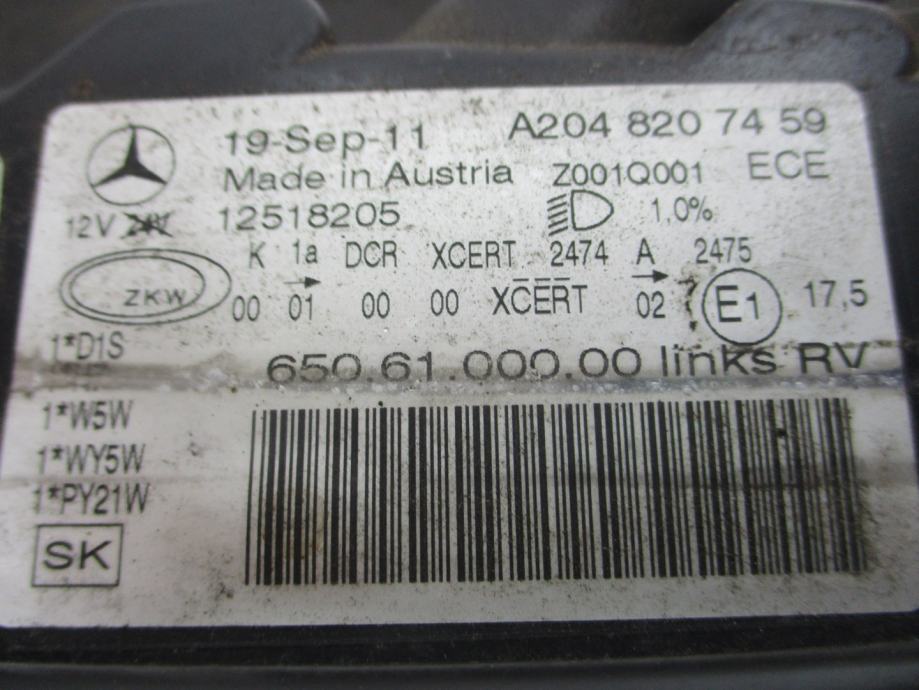 19-Sep-11 A204 820 74 59
Made in Austria Z001Q001 ECE
12V 24V 12518205 1,0%
K 1a DCR XCERT 2474 A 2475
ZKW 00 01 00 00 XCERT 02 E1 17,5
1*D1S
650.61.000.00 links RV
1*W5W
1*WY5W
1*PY21W
SK